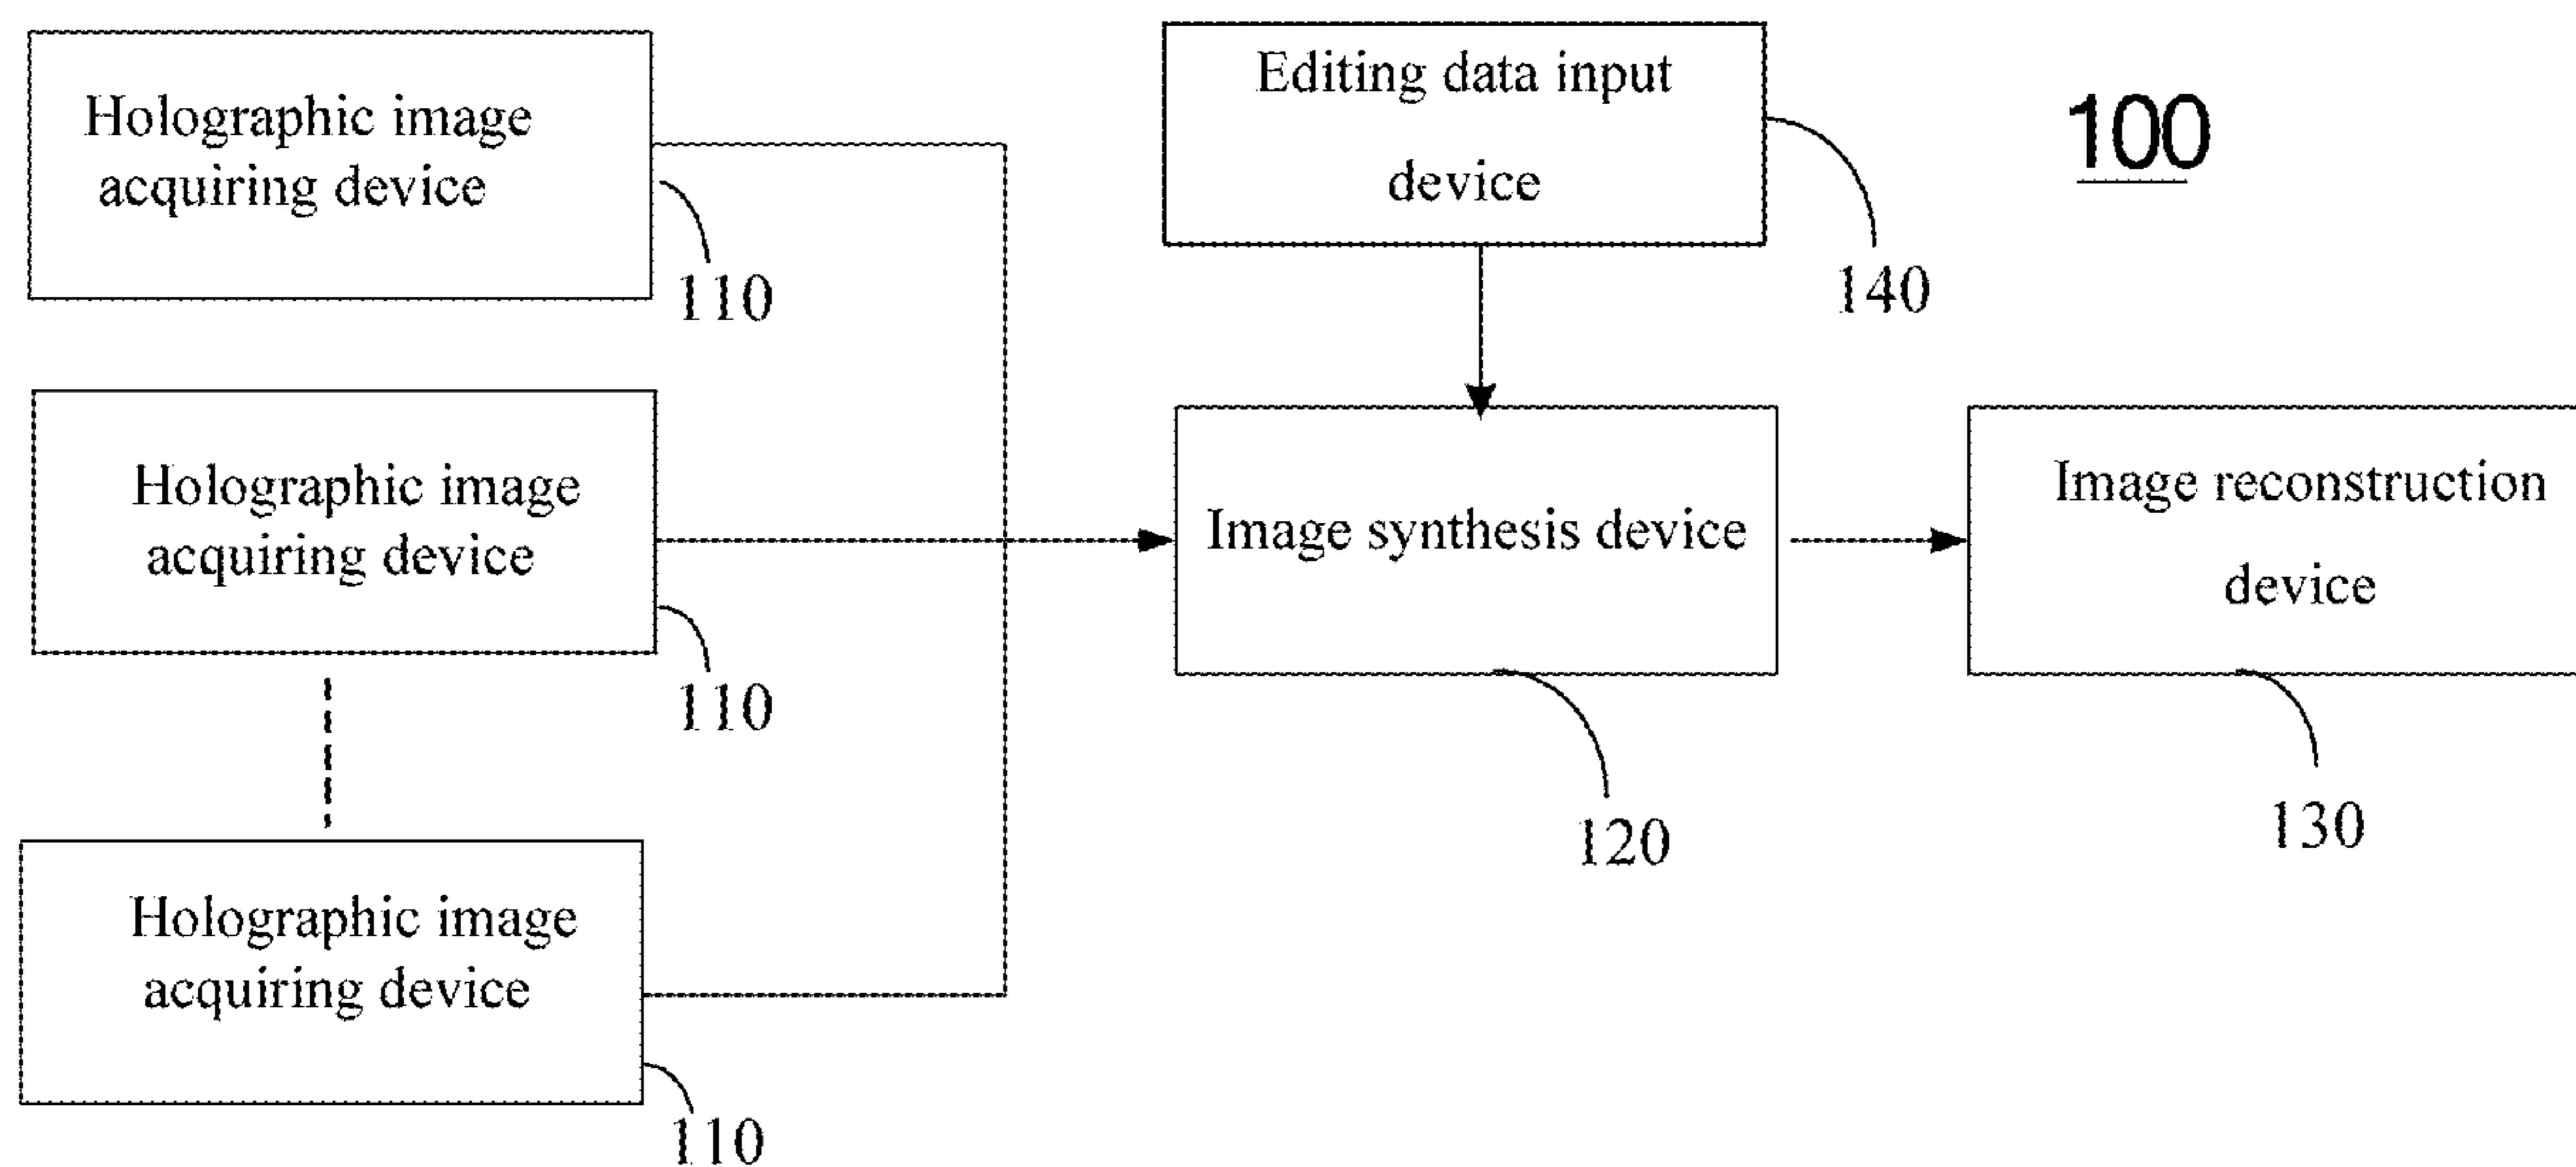 Holographic image
acquiring device
110
Editing data input
device
140
100
Holographic image
acquiring device
110
Image synthesis device
120
Image reconstruction
device
130
Holographic image
acquiring device
110